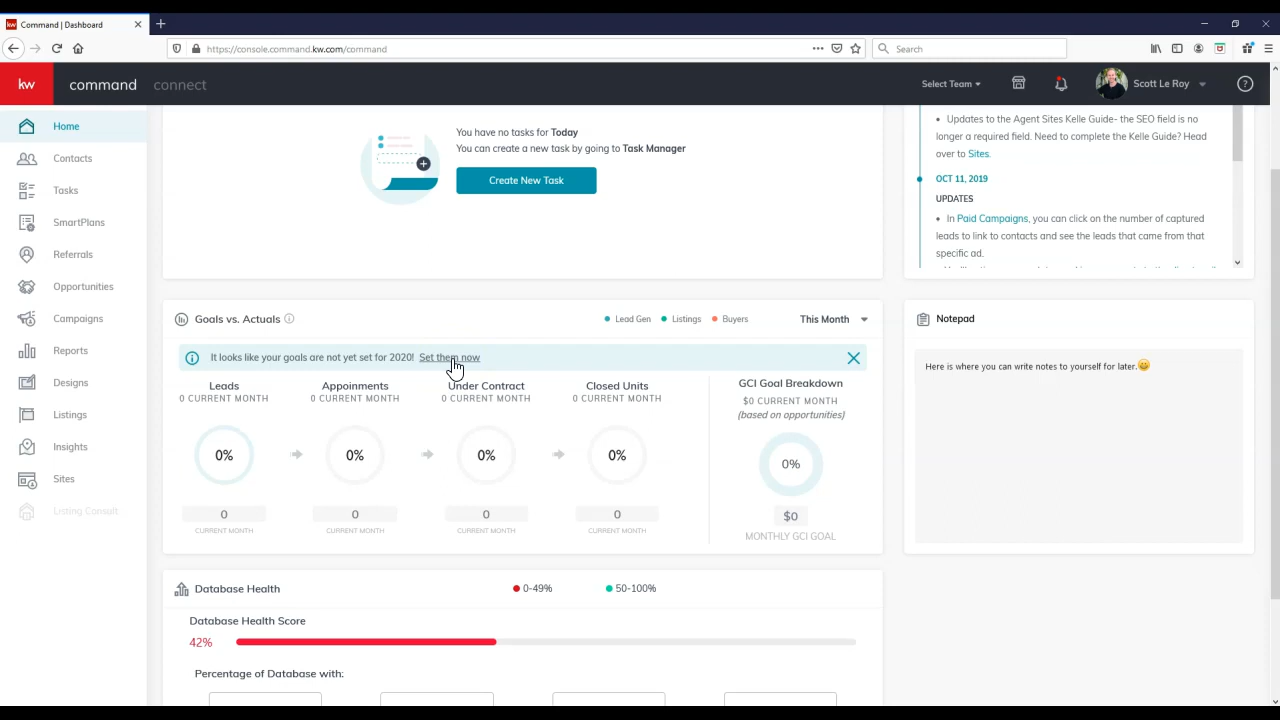 kw Command | Dashboard
https://console.command.kw.com/command
Search
kw command connect
Select Team
Scott Le Roy
?
Home
Contacts
Tasks
SmartPlans
Referrals
Opportunities
Campaigns
Reports
Designs
Listings
Insights
Sites
Listing Consult
You have no tasks for Today
You can create a new task by going to Task Manager
Create New Task
• Updates to the Agent Sites Kelle Guide- the SEO field is no
longer a required field. Need to complete the Kelle Guide? Head
over to Sites.
OCT 11, 2019
UPDATES
• In Paid Campaigns, you can click on the number of captured
leads to link to contacts and see the leads that came from that
specific ad.
Goals vs. Actuals
Lead Gen Listings Buyers
This Month
It looks like your goals are not yet set for 2020! Set them now
Leads
0 CURRENT MONTH
0%
0
CURRENT MONTH
Appointments
0 CURRENT MONTH
0%
0
CURRENT MONTH
Under Contract
0 CURRENT MONTH
0%
0
CURRENT MONTH
Closed Units
0 CURRENT MONTH
0%
0
CURRENT MONTH
GCI Goal Breakdown
$0 CURRENT MONTH
(based on opportunities)
0%
$0
MONTHLY GCI GOAL
Notepad
Here is where you can write notes to yourself for later.😀
Database Health
0-49% 50-100%
Database Health Score
42%
Percentage of Database with: